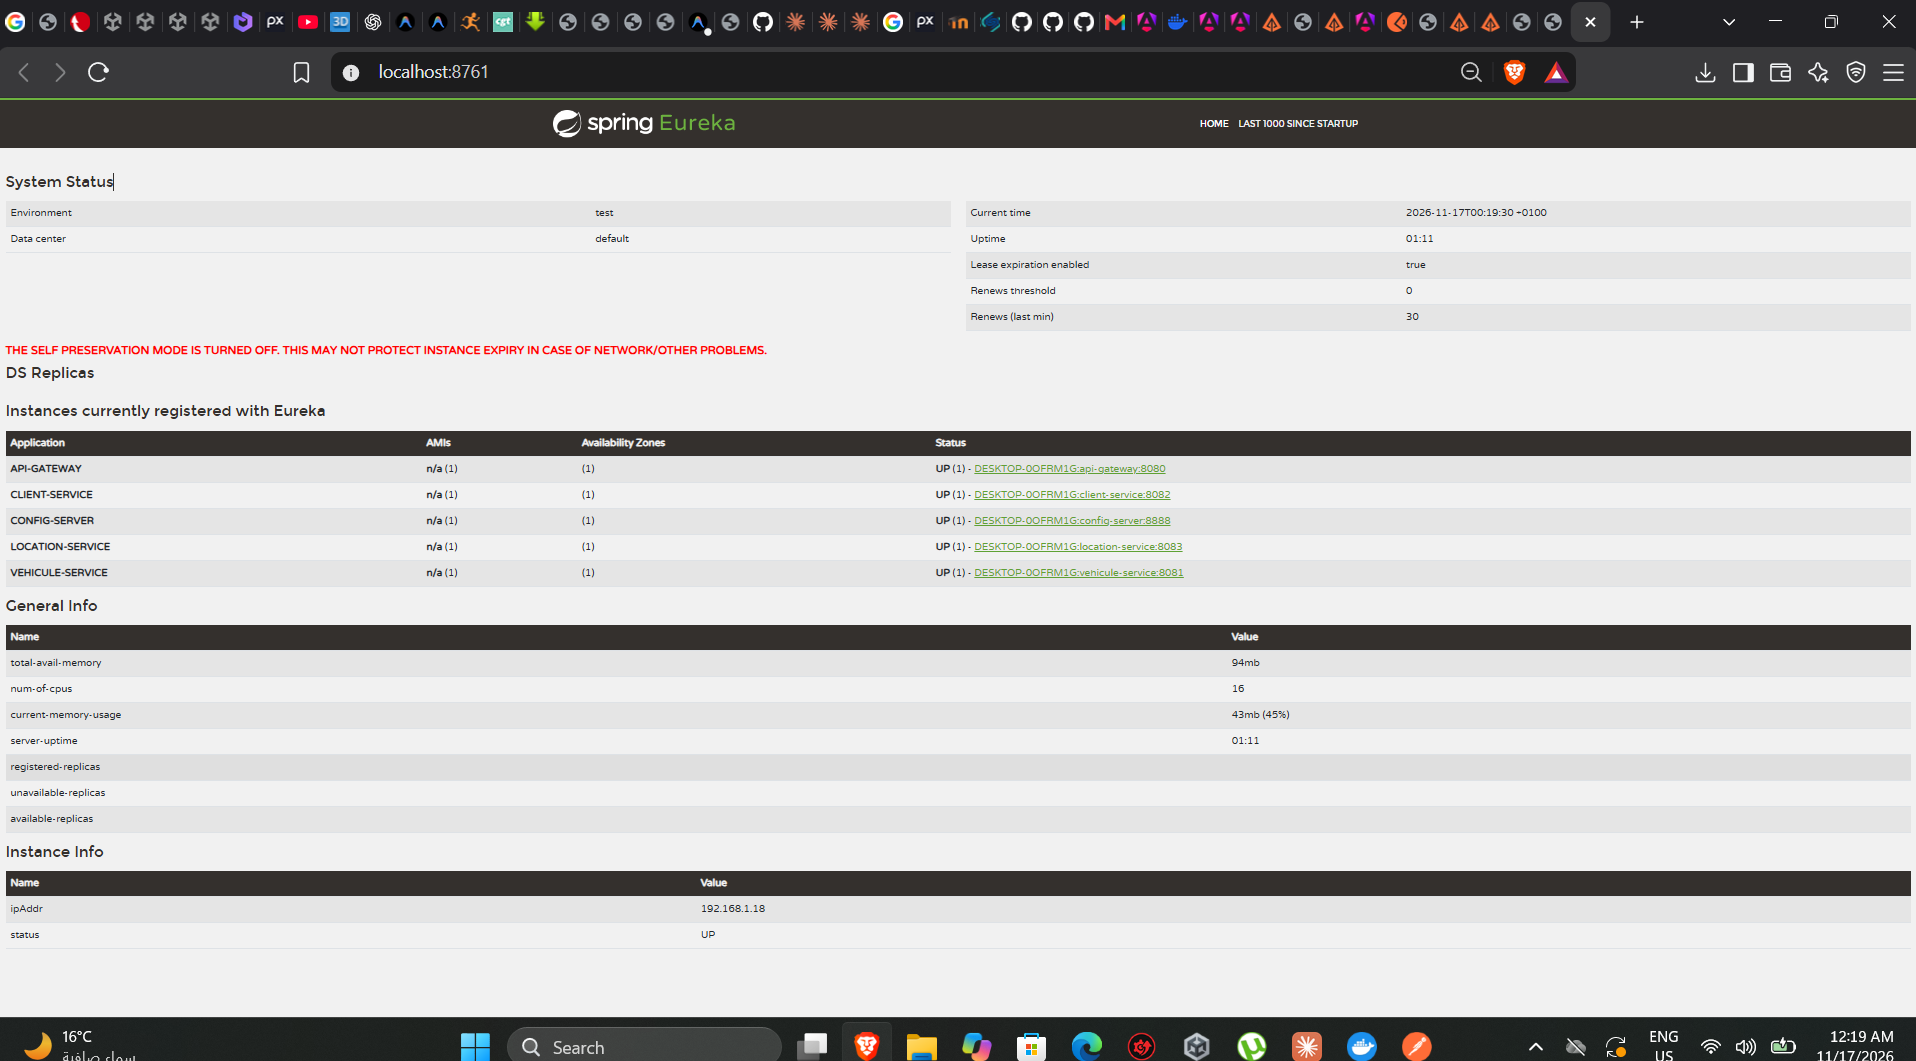 localhost:8761
spring Eureka
HOME LAST 1000 SINCE STARTUP
System Status
Environment test
Data center default
Current time 2026-11-17T00:19:30 +0100
Uptime 01:11
Lease expiration enabled true
Renews threshold 0
Renews (last min) 30
THE SELF PRESERVATION MODE IS TURNED OFF. THIS MAY NOT PROTECT INSTANCE EXPIRY IN CASE OF NETWORK/OTHER PROBLEMS.
DS Replicas
Instances currently registered with Eureka
Application AMIs Availability Zones Status
API-GATEWAY n/a (1) (1) UP (1) - DESKTOP-0OFRM1G:api-gateway:8080
CLIENT-SERVICE n/a (1) (1) UP (1) - DESKTOP-0OFRM1G:client-service:8082
CONFIG-SERVER n/a (1) (1) UP (1) - DESKTOP-0OFRM1G:config-server:8888
LOCATION-SERVICE n/a (1) (1) UP (1) - DESKTOP-0OFRM1G:location-service:8083
VEHICULE-SERVICE n/a (1) (1) UP (1) - DESKTOP-0OFRM1G:vehicule-service:8081
General Info
Name Value
total-avail-memory 94mb
num-of-cpus 16
current-memory-usage 43mb (45%)
server-uptime 01:11
registered-replicas
unavailable-replicas
available-replicas
Instance Info
Name Value
ipAddr 192.168.1.18
status UP
16°C
Search
ENG
US
12:19 AM
11/17/2026